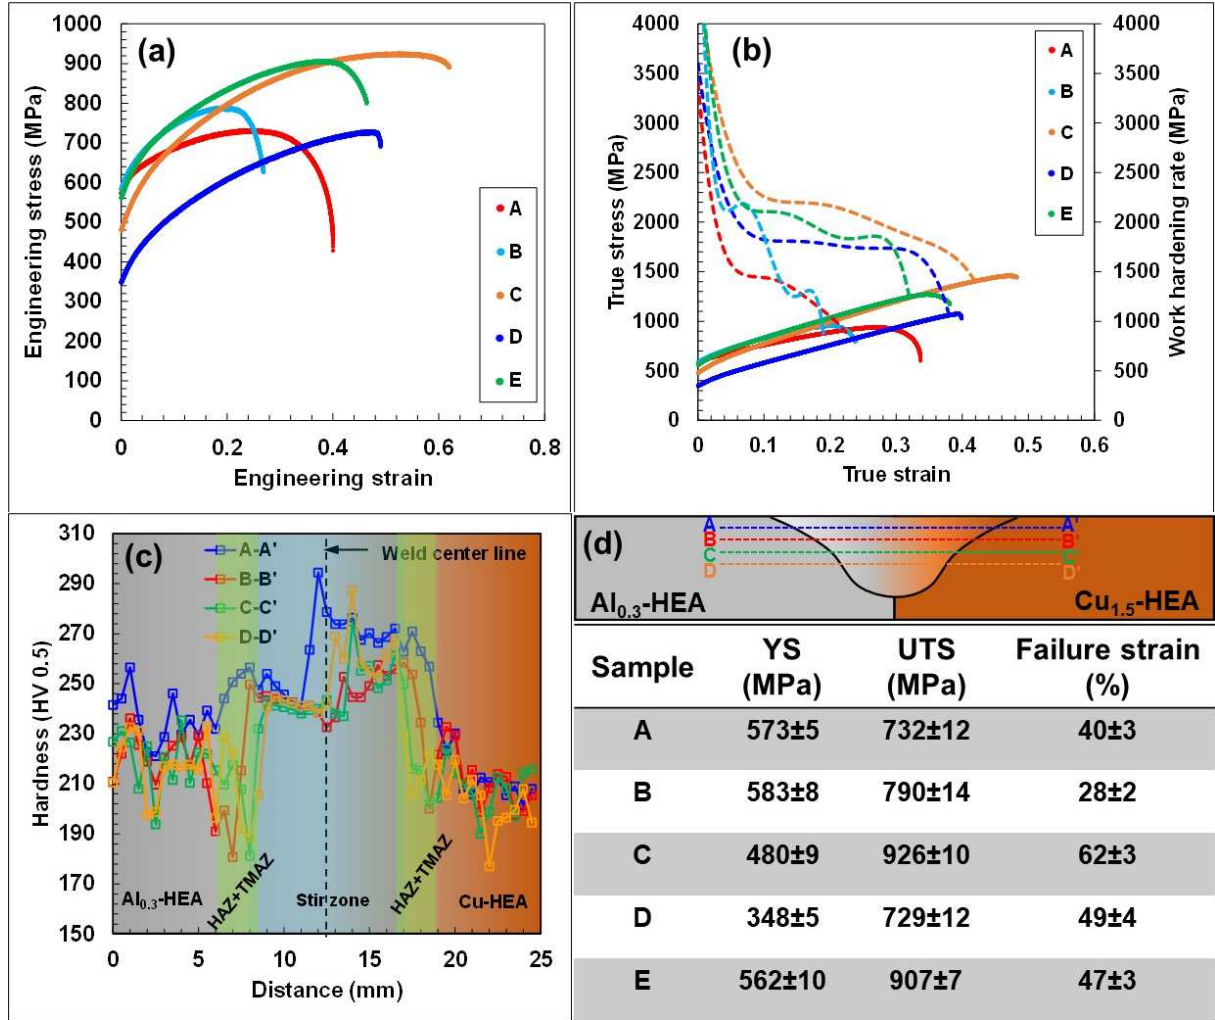 (a)
1000
900
800
700
600
500
400
300
200
100
0
Engineering stress (MPa)
0 0.2 0.4 0.6 0.8
Engineering strain
A
B
C
D
E
(b)
4000
3500
3000
2500
2000
1500
1000
500
0
True stress (MPa)
4000
3500
3000
2500
2000
1500
1000
500
0
Work hardening rate (MPa)
0 0.1 0.2 0.3 0.4 0.5 0.6
True strain
A
B
C
D
E
(c)
310
290
270
250
230
210
190
170
150
Hardness (HV 0.5)
A-A'
B-B'
C-C'
D-D'
Weld center line
HAZ+TMAZ
HAZ+TMAZ
Al0.3-HEA
Stir zone
Cu-HEA
0 5 10 15 20 25
Distance (mm)
(d)
A A'
B B'
C C'
D D'
Al0.3-HEA
Cu1.5-HEA
Sample YS (MPa) UTS (MPa) Failure strain (%)
A 573±5 732±12 40±3
B 583±8 790±14 28±2
C 480±9 926±10 62±3
D 348±5 729±12 49±4
E 562±10 907±7 47±3